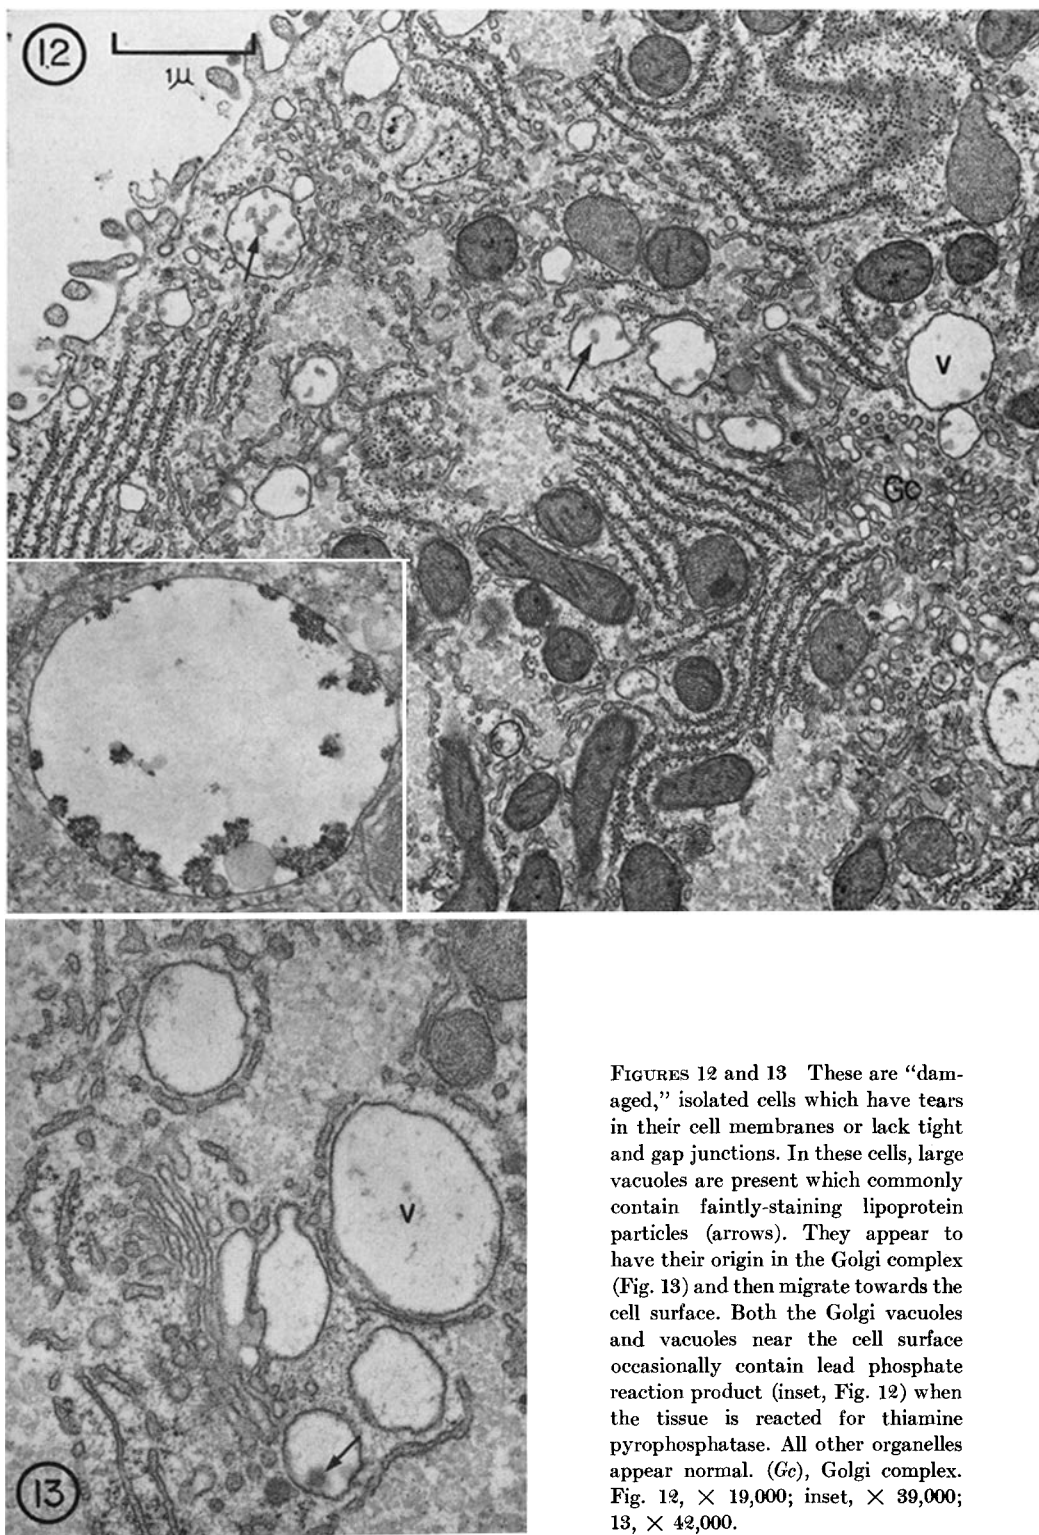 12
1μ
V
Gc
V
13
FIGURES 12 and 13 These are “dam-
aged,” isolated cells which have tears
in their cell membranes or lack tight
and gap junctions. In these cells, large
vacuoles are present which commonly
contain faintly-staining lipoprotein
particles (arrows). They appear to
have their origin in the Golgi complex
(Fig. 13) and then migrate towards the
cell surface. Both the Golgi vacuoles
and vacuoles near the cell surface
occasionally contain lead phosphate
reaction product (inset, Fig. 12) when
the tissue is reacted for thiamine
pyrophosphatase. All other organelles
appear normal. (Gc), Golgi complex.
Fig. 12, × 19,000; inset, × 39,000;
13, × 42,000.